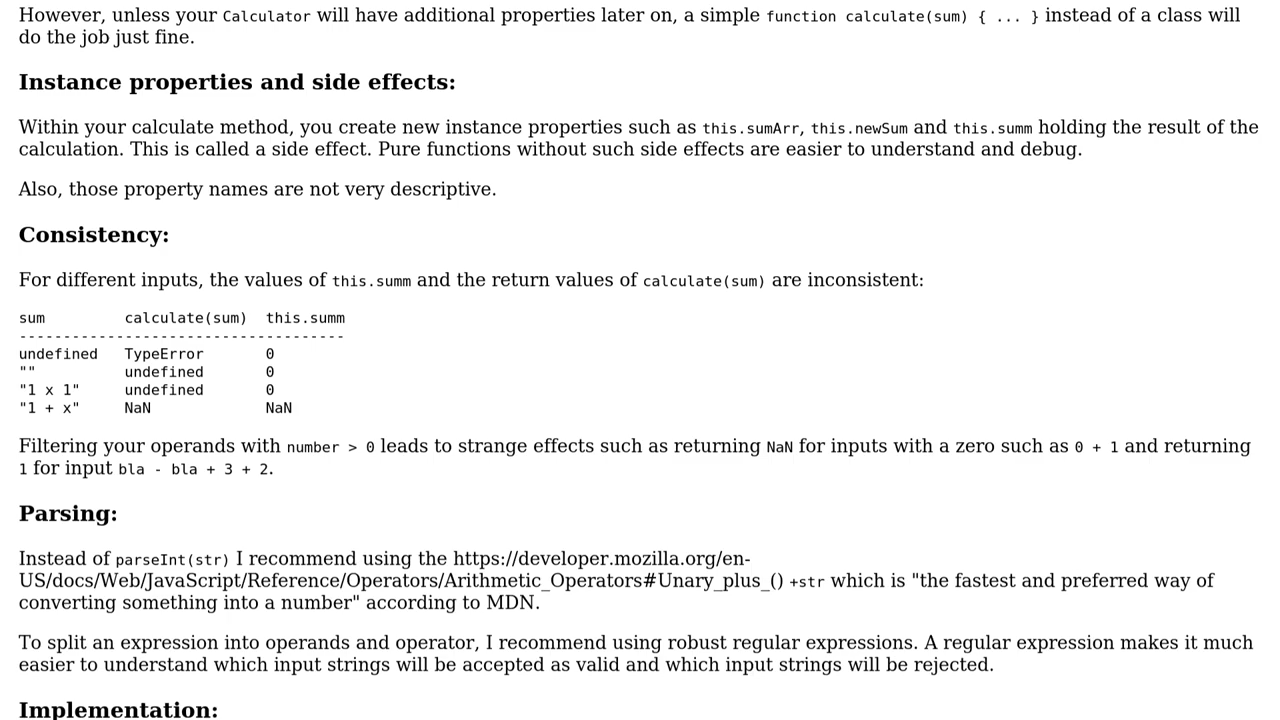 However, unless your Calculator will have additional properties later on, a simple function calculate(sum) { ... } instead of a class will
do the job just fine.
Instance properties and side effects:
Within your calculate method, you create new instance properties such as this.sumArr, this.newSum and this.summ holding the result of the
calculation. This is called a side effect. Pure functions without such side effects are easier to understand and debug.
Also, those property names are not very descriptive.
Consistency:
For different inputs, the values of this.summ and the return values of calculate(sum) are inconsistent:
sum         calculate(sum)  this.summ
-------------------------------------
undefined   TypeError       0
""          undefined       0
"1 x 1"     undefined       0
"1 + x"     NaN             NaN
Filtering your operands with number > 0 leads to strange effects such as returning NaN for inputs with a zero such as 0 + 1 and returning
1 for input bla - bla + 3 + 2.
Parsing:
Instead of parseInt(str) I recommend using the https://developer.mozilla.org/en-
US/docs/Web/JavaScript/Reference/Operators/Arithmetic_Operators#Unary_plus_() +str which is "the fastest and preferred way of
converting something into a number" according to MDN.
To split an expression into operands and operator, I recommend using robust regular expressions. A regular expression makes it much
easier to understand which input strings will be accepted as valid and which input strings will be rejected.
Implementation: